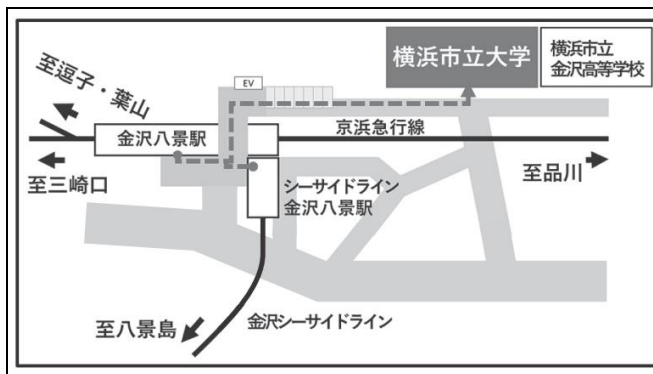 至逗子・葉山
EV
横浜市立大学
横浜市立
金沢高等学校
金沢八景駅
京浜急行線
至三崎口
シーサイドライン
金沢八景駅
至品川
至八景島
金沢シーサイドライン